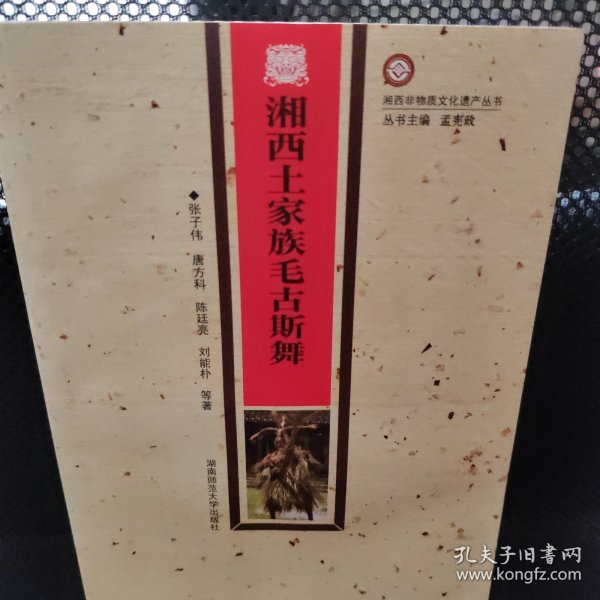 湘西非物质文化遗产丛书
丛书主编 孟宪政
湘西土家族毛古斯舞
◆张子伟 唐方科 陈廷亮 刘能朴 等著
湖南师范大学出版社
孔夫子旧书网
www.kongfz.com